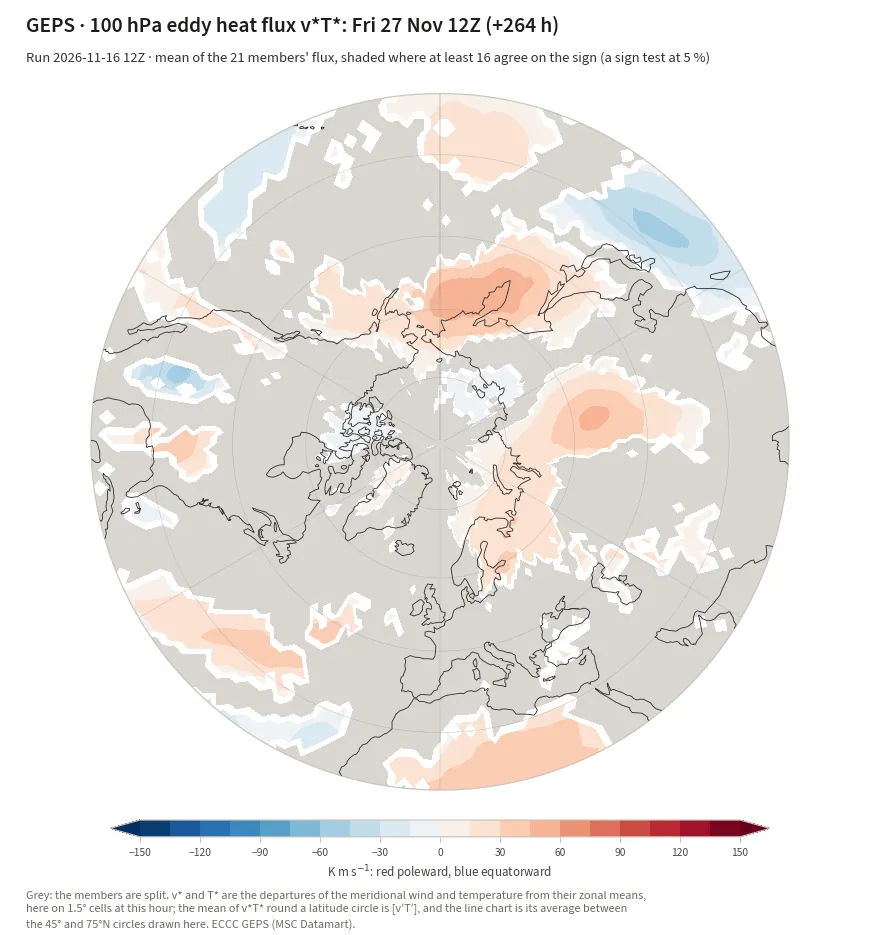 GEPS · 100 hPa eddy heat flux v*T*: Fri 27 Nov 12Z (+264 h)
Run 2026-11-16 12Z · mean of the 21 members' flux, shaded where at least 16 agree on the sign (a sign test at 5 %)
−150 −120 −90 −60 −30 0 30 60 90 120 150
K m s⁻¹: red poleward, blue equatorward
Grey: the members are split. v* and T* are the departures of the meridional wind and temperature from their zonal means,
here on 1.5° cells at this hour; the mean of v*T* round a latitude circle is [v'T'], and the line chart is its average between
the 45° and 75°N circles drawn here. ECCC GEPS (MSC Datamart).